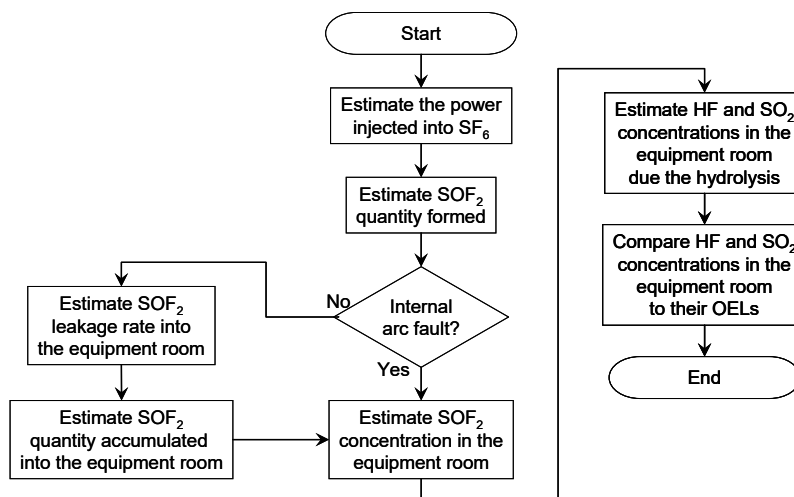 Start
Estimate the power
injected into SF₆
Estimate SOF₂
quantity formed
Internal
arc fault?
No
Yes
Estimate SOF₂
leakage rate into
the equipment room
Estimate SOF₂
quantity accumulated
into the equipment room
Estimate SOF₂
concentration in the
equipment room
Estimate HF and SO₂
concentrations in the
equipment room
due the hydrolysis
Compare HF and SO₂
concentrations in the
equipment room
to their OELs
End